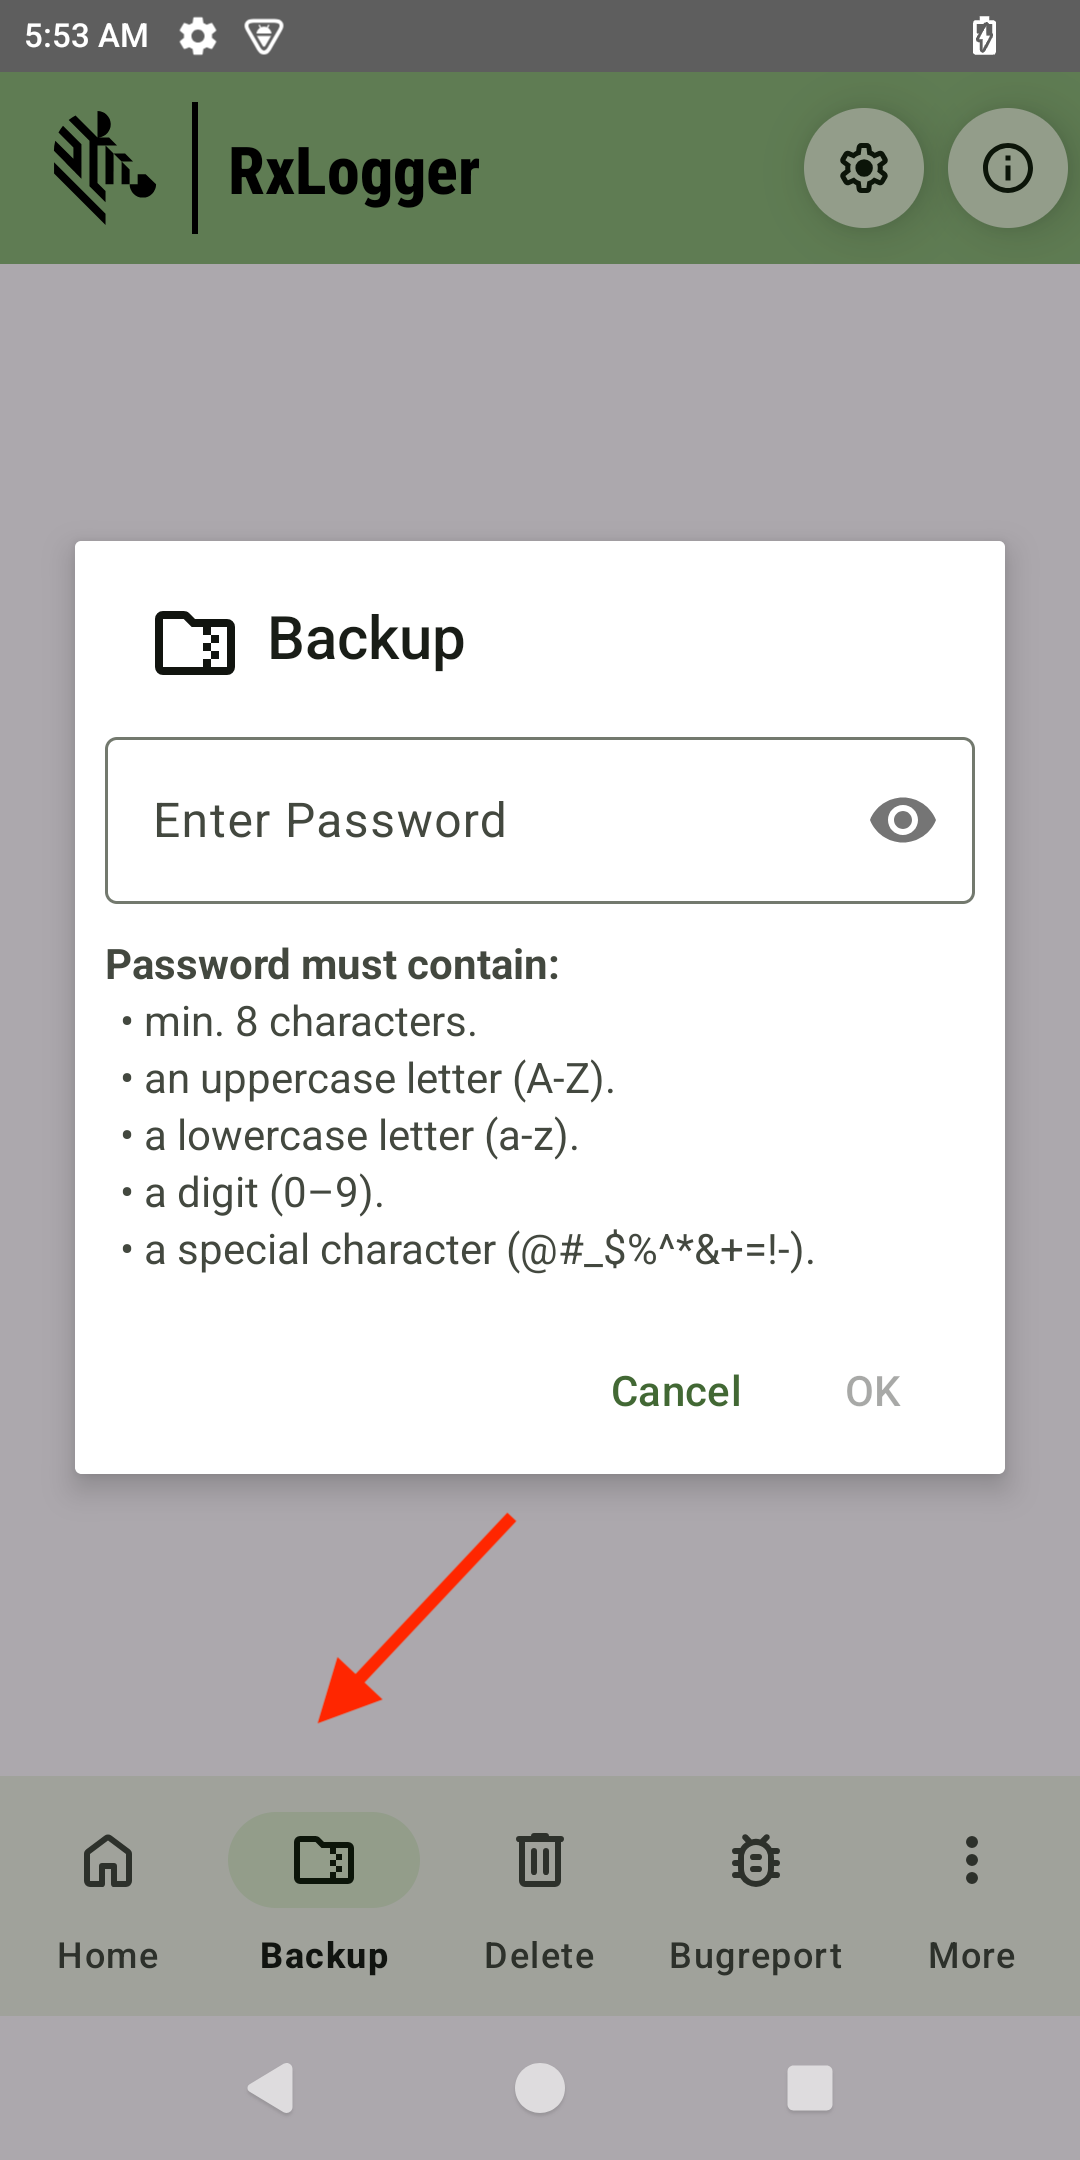 5:53 AM
RxLogger
Backup
Enter Password
Password must contain:
• min. 8 characters.
• an uppercase letter (A-Z).
• a lowercase letter (a-z).
• a digit (0–9).
• a special character (@#_$%^*&+=!-).
Cancel OK
Home Backup Delete Bugreport More